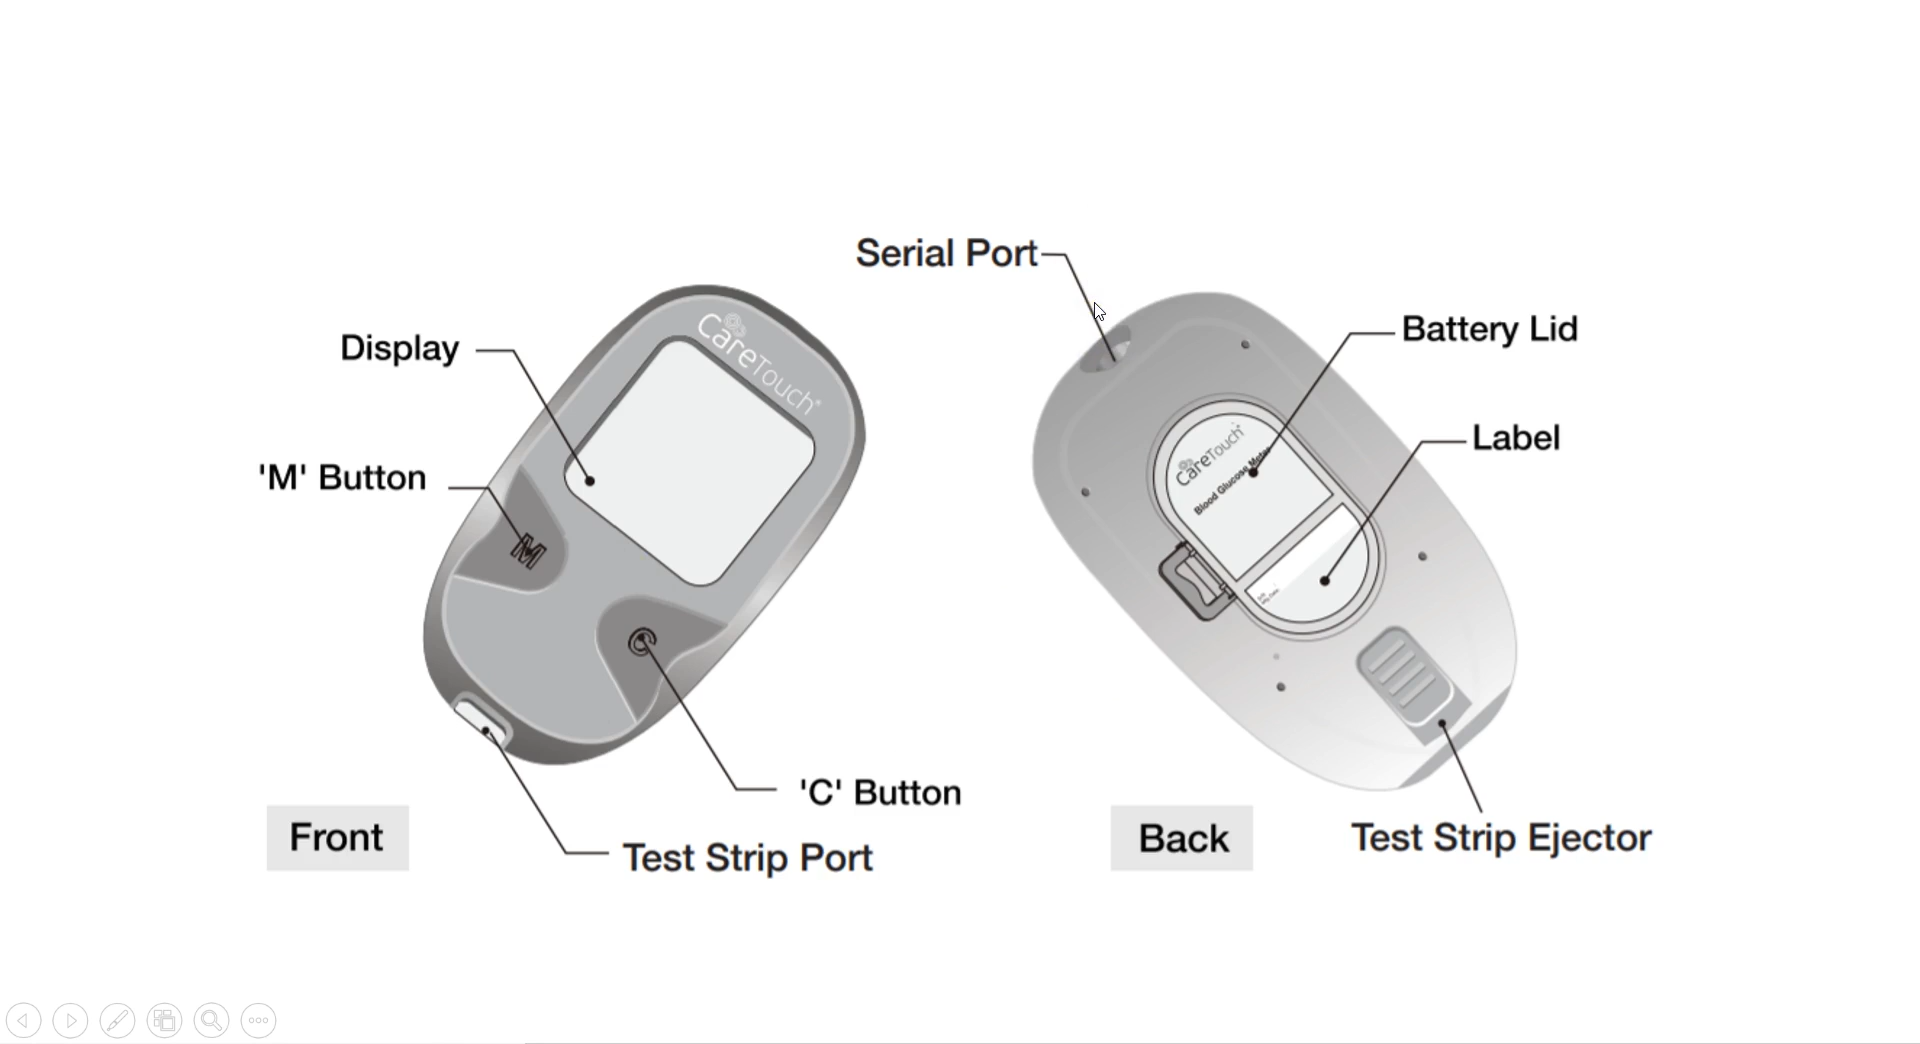 Serial Port
CareTouch
Display
'M' Button
M
C
'C' Button
Test Strip Port
Front
Battery Lid
Label
CareTouch
Blood Glucose Meter
Test Strip Ejector
Back